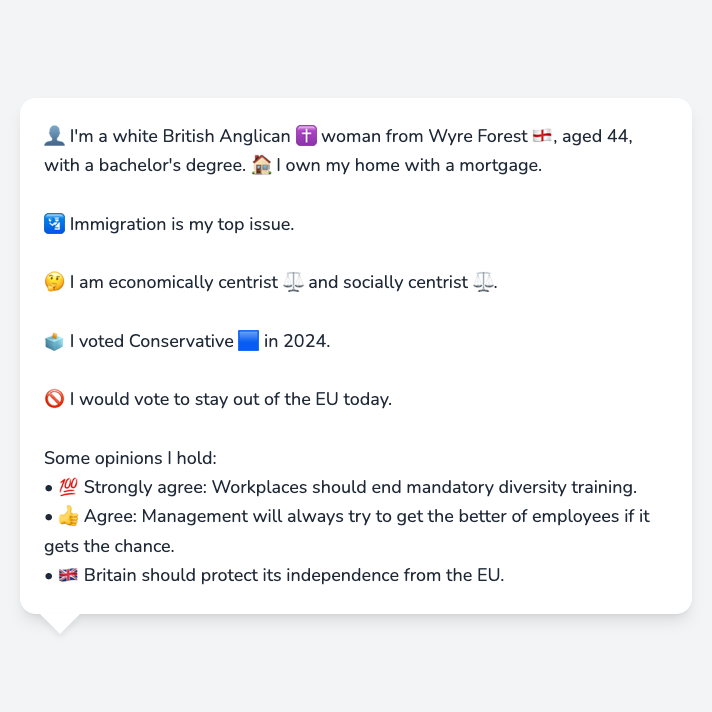 👤 I'm a white British Anglican ✝️ woman from Wyre Forest 🏴󠁧󠁢󠁥󠁮󠁧󠁿, aged 44,
with a bachelor's degree. 🏠 I own my home with a mortgage.
🛂 Immigration is my top issue.
🤔 I am economically centrist ⚖️ and socially centrist ⚖️.
🗳️ I voted Conservative 🟦 in 2024.
🚫 I would vote to stay out of the EU today.
Some opinions I hold:
• 💯 Strongly agree: Workplaces should end mandatory diversity training.
• 👍 Agree: Management will always try to get the better of employees if it
gets the chance.
• 🇬🇧 Britain should protect its independence from the EU.